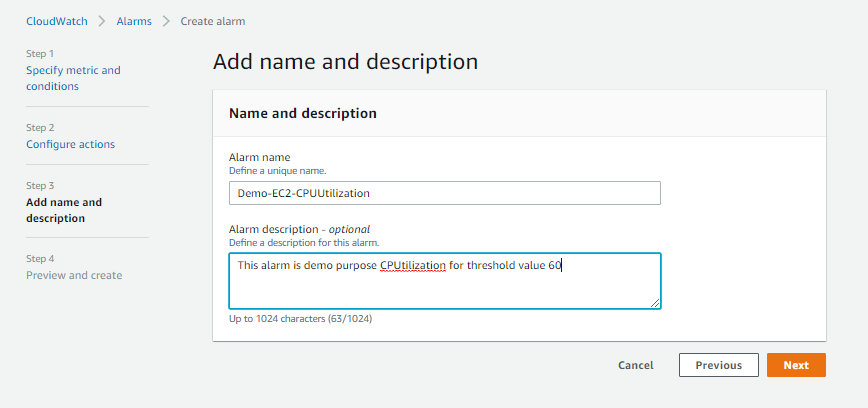 CloudWatch > Alarms > Create alarm
Step 1
Specify metric and
conditions
Step 2
Configure actions
Step 3
Add name and
description
Step 4
Preview and create
Add name and description
Name and description
Alarm name
Define a unique name.
Demo-EC2-CPUUtilization
Alarm description - optional
Define a description for this alarm.
This alarm is demo purpose CPUtilization for threshold value 60
Up to 1024 characters (63/1024)
Cancel
Previous
Next